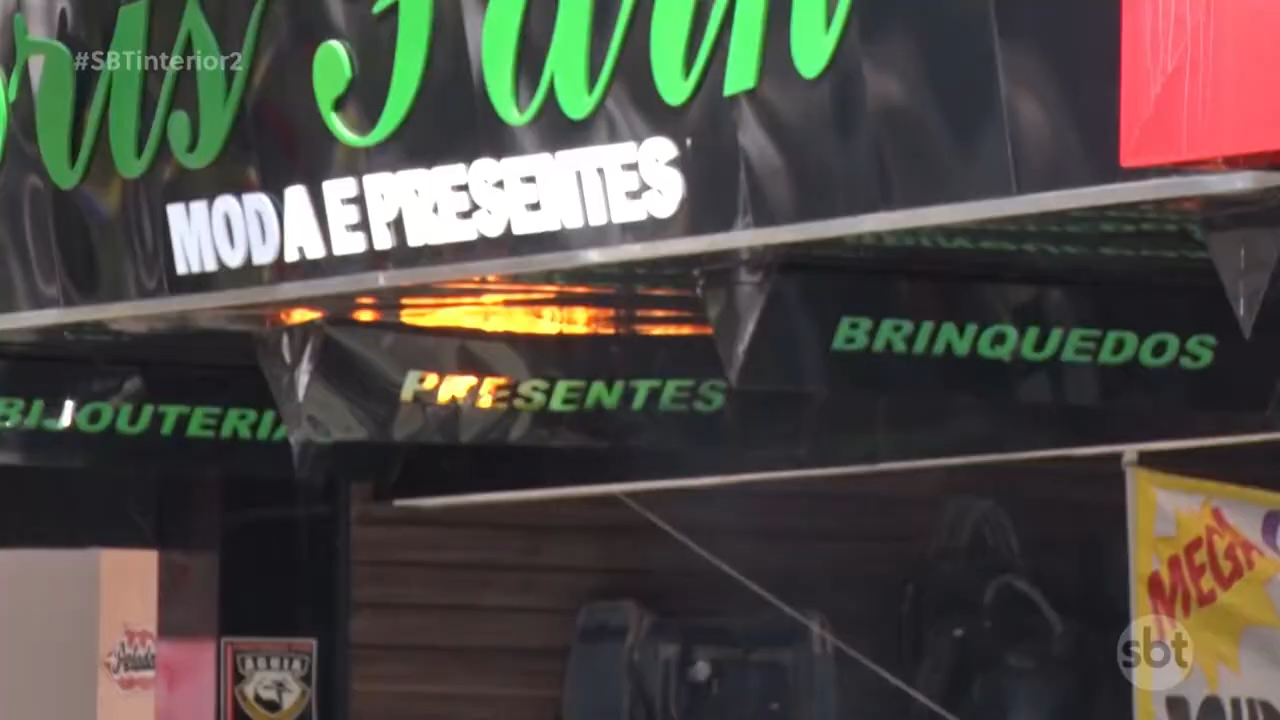 #SBTinterior2
MODA E PRESENTES
BRINQUEDOS
PRESENTES
BIJOUTERIA
MEGA
sbt